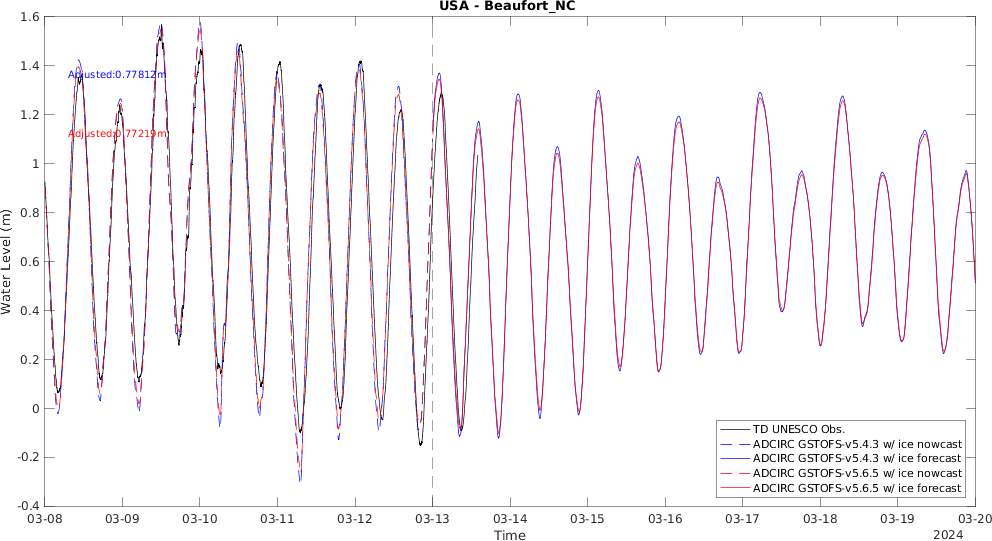 USA - Beaufort_NC
1.6
1.4
1.2
1
0.8
0.6
0.4
0.2
0
-0.2
-0.4
Water Level (m)
Adjusted:0.77812m
Adjusted:0.77219m
TD UNESCO Obs.
ADCIRC GSTOFS-v5.4.3 w/ ice nowcast
ADCIRC GSTOFS-v5.4.3 w/ ice forecast
ADCIRC GSTOFS-v5.6.5 w/ ice nowcast
ADCIRC GSTOFS-v5.6.5 w/ ice forecast
03-08 03-09 03-10 03-11 03-12 03-13 03-14 03-15 03-16 03-17 03-18 03-19 03-20
Time
2024